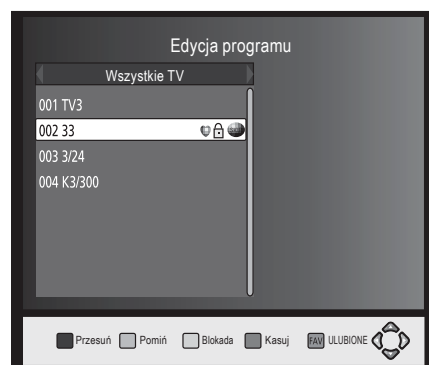 Edycja programu
Wszystkie TV
001 TV3
002 33
003 3/24
004 K3/300
Przesuń Pomiń Blokada Kasuj FAV ULUBIONE